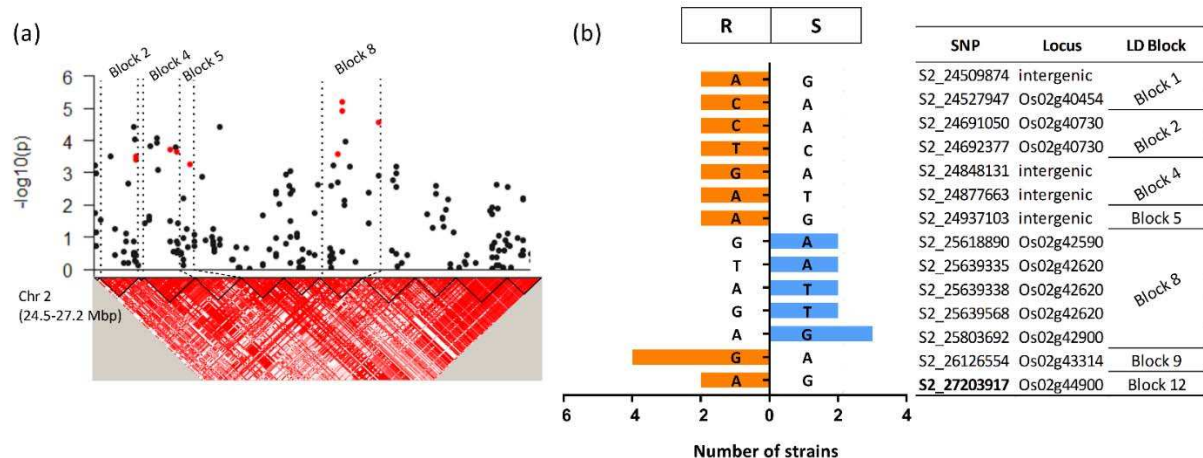 (a)
Block 2
Block 4
Block 5
Block 8
-log10(p)
6
5
4
3
2
1
0
Chr 2
(24.5-27.2 Mbp)
(b)
R S
A G
C A
C A
T C
G A
A T
A G
G A
T A
A T
G T
A G
G A
A G
6 4 2 0 2 4
Number of strains
SNP Locus LD Block
S2_24509874 intergenic
Block 1
S2_24527947 Os02g40454
S2_24691050 Os02g40730
Block 2
S2_24692377 Os02g40730
S2_24848131 intergenic
Block 4
S2_24877663 intergenic
S2_24937103 intergenic Block 5
S2_25618890 Os02g42590
S2_25639335 Os02g42620
S2_25639338 Os02g42620
Block 8
S2_25639568 Os02g42620
S2_25803692 Os02g42900
S2_26126554 Os02g43314 Block 9
S2_27203917 Os02g44900 Block 12